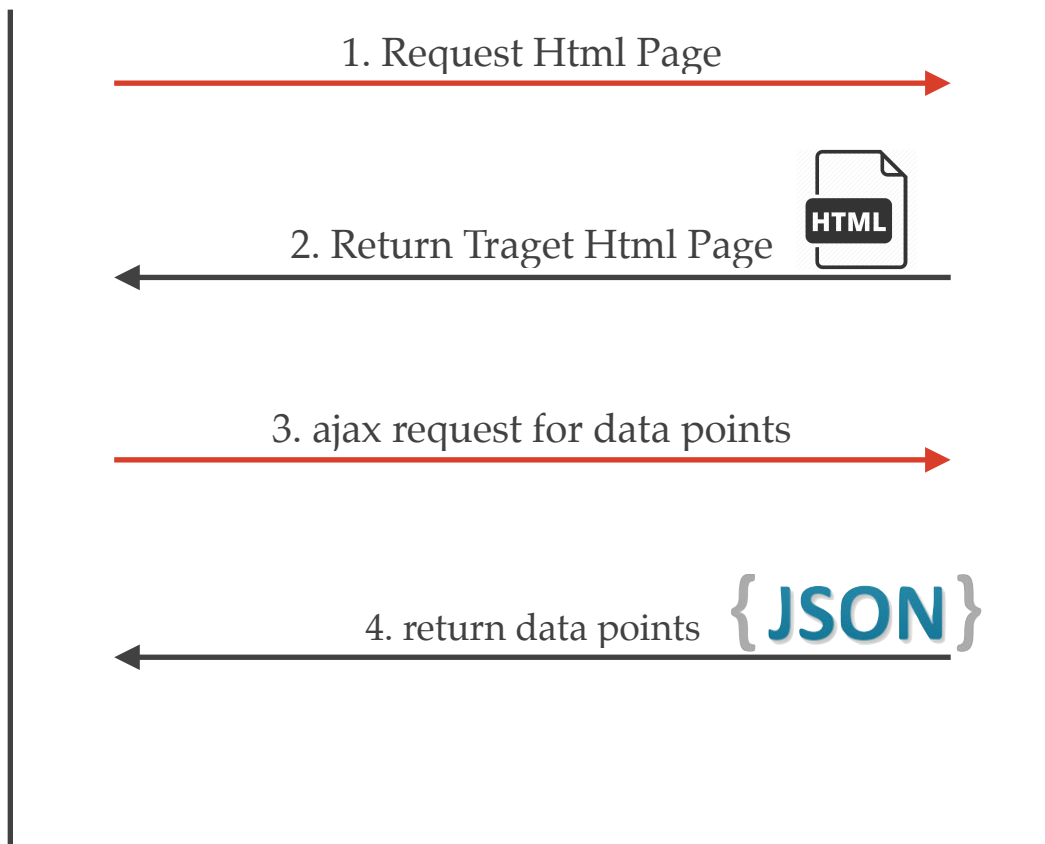 1. Request Html Page
HTML
2. Return Traget Html Page
3. ajax request for data points
{ JSON }
4. return data points